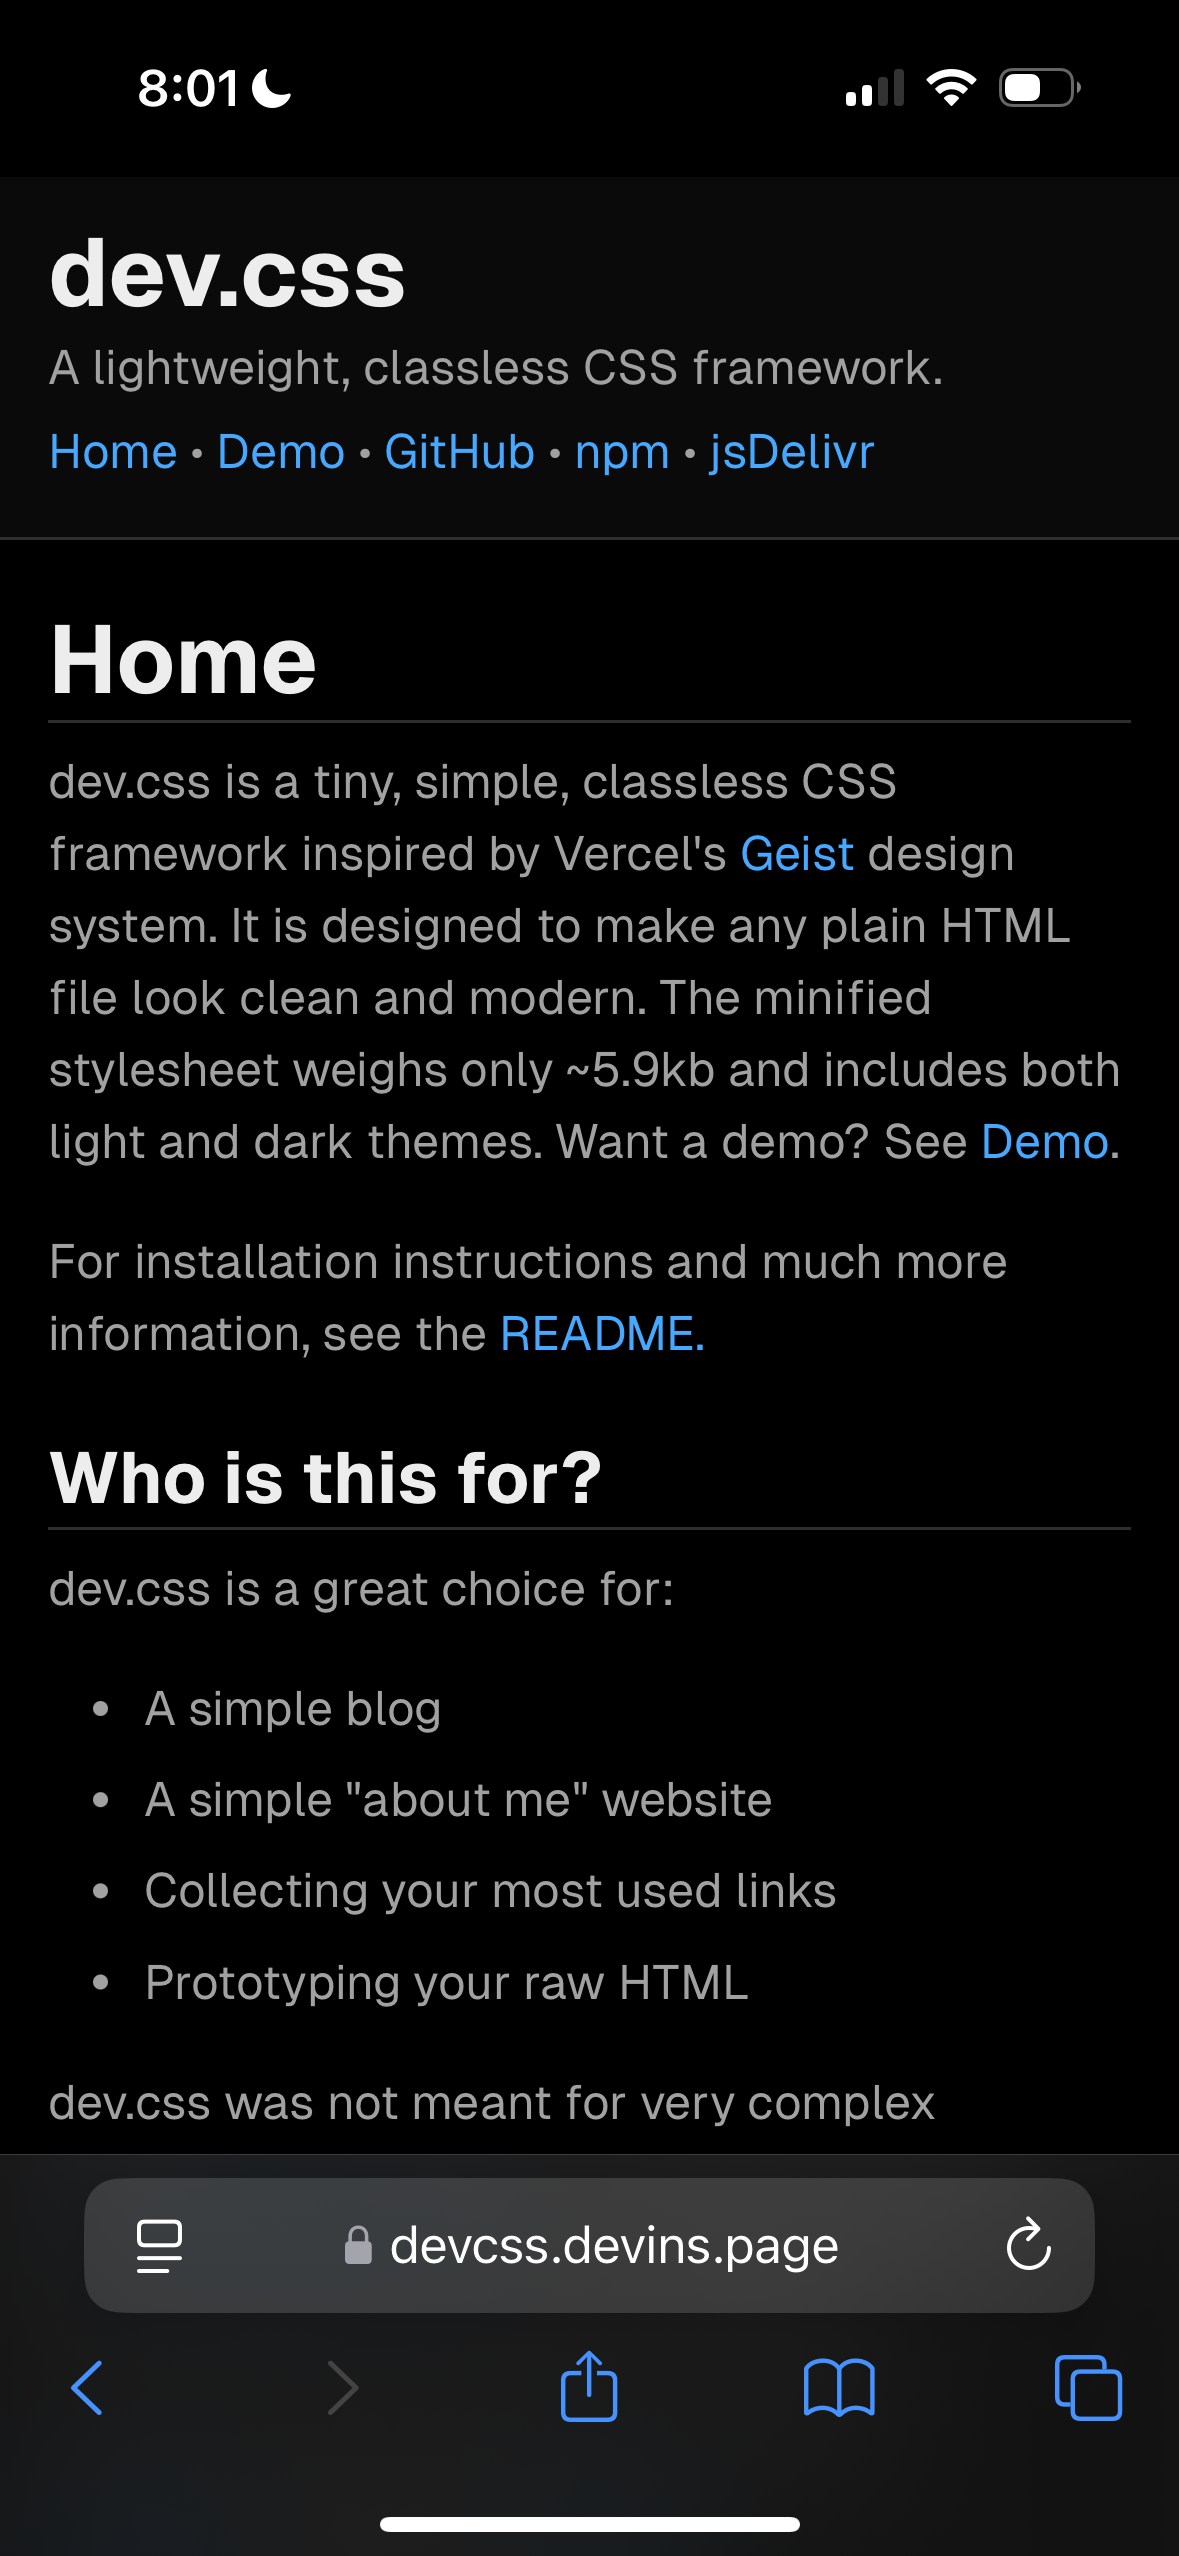 8:01
dev.css
A lightweight, classless CSS framework.
Home • Demo • GitHub • npm • jsDelivr
Home
dev.css is a tiny, simple, classless CSS
framework inspired by Vercel's Geist design
system. It is designed to make any plain HTML
file look clean and modern. The minified
stylesheet weighs only ~5.9kb and includes both
light and dark themes. Want a demo? See Demo.
For installation instructions and much more
information, see the README.
Who is this for?
dev.css is a great choice for:
• A simple blog
• A simple "about me" website
• Collecting your most used links
• Prototyping your raw HTML
dev.css was not meant for very complex
devcss.devins.page